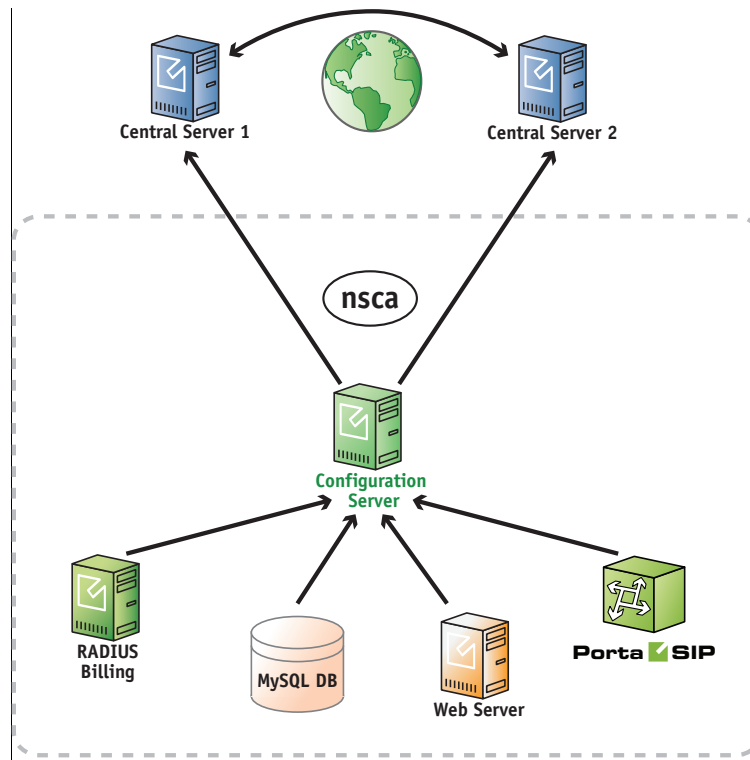 Central Server 1
Central Server 2
nsca
Configuration
Server
RADIUS
Billing
MySQL DB
Web Server
Porta SIP